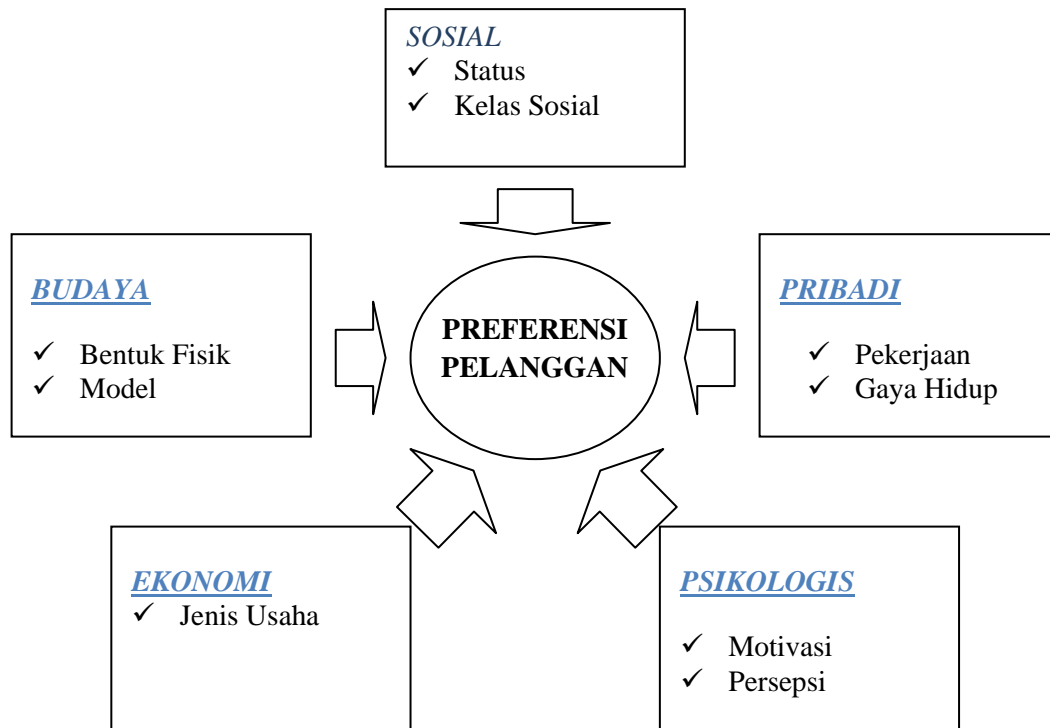 SOSIAL
✓ Status
✓ Kelas Sosial
BUDAYA
✓ Bentuk Fisik
✓ Model
PREFERENSI
PELANGGAN
PRIBADI
✓ Pekerjaan
✓ Gaya Hidup
EKONOMI
✓ Jenis Usaha
PSIKOLOGIS
✓ Motivasi
✓ Persepsi